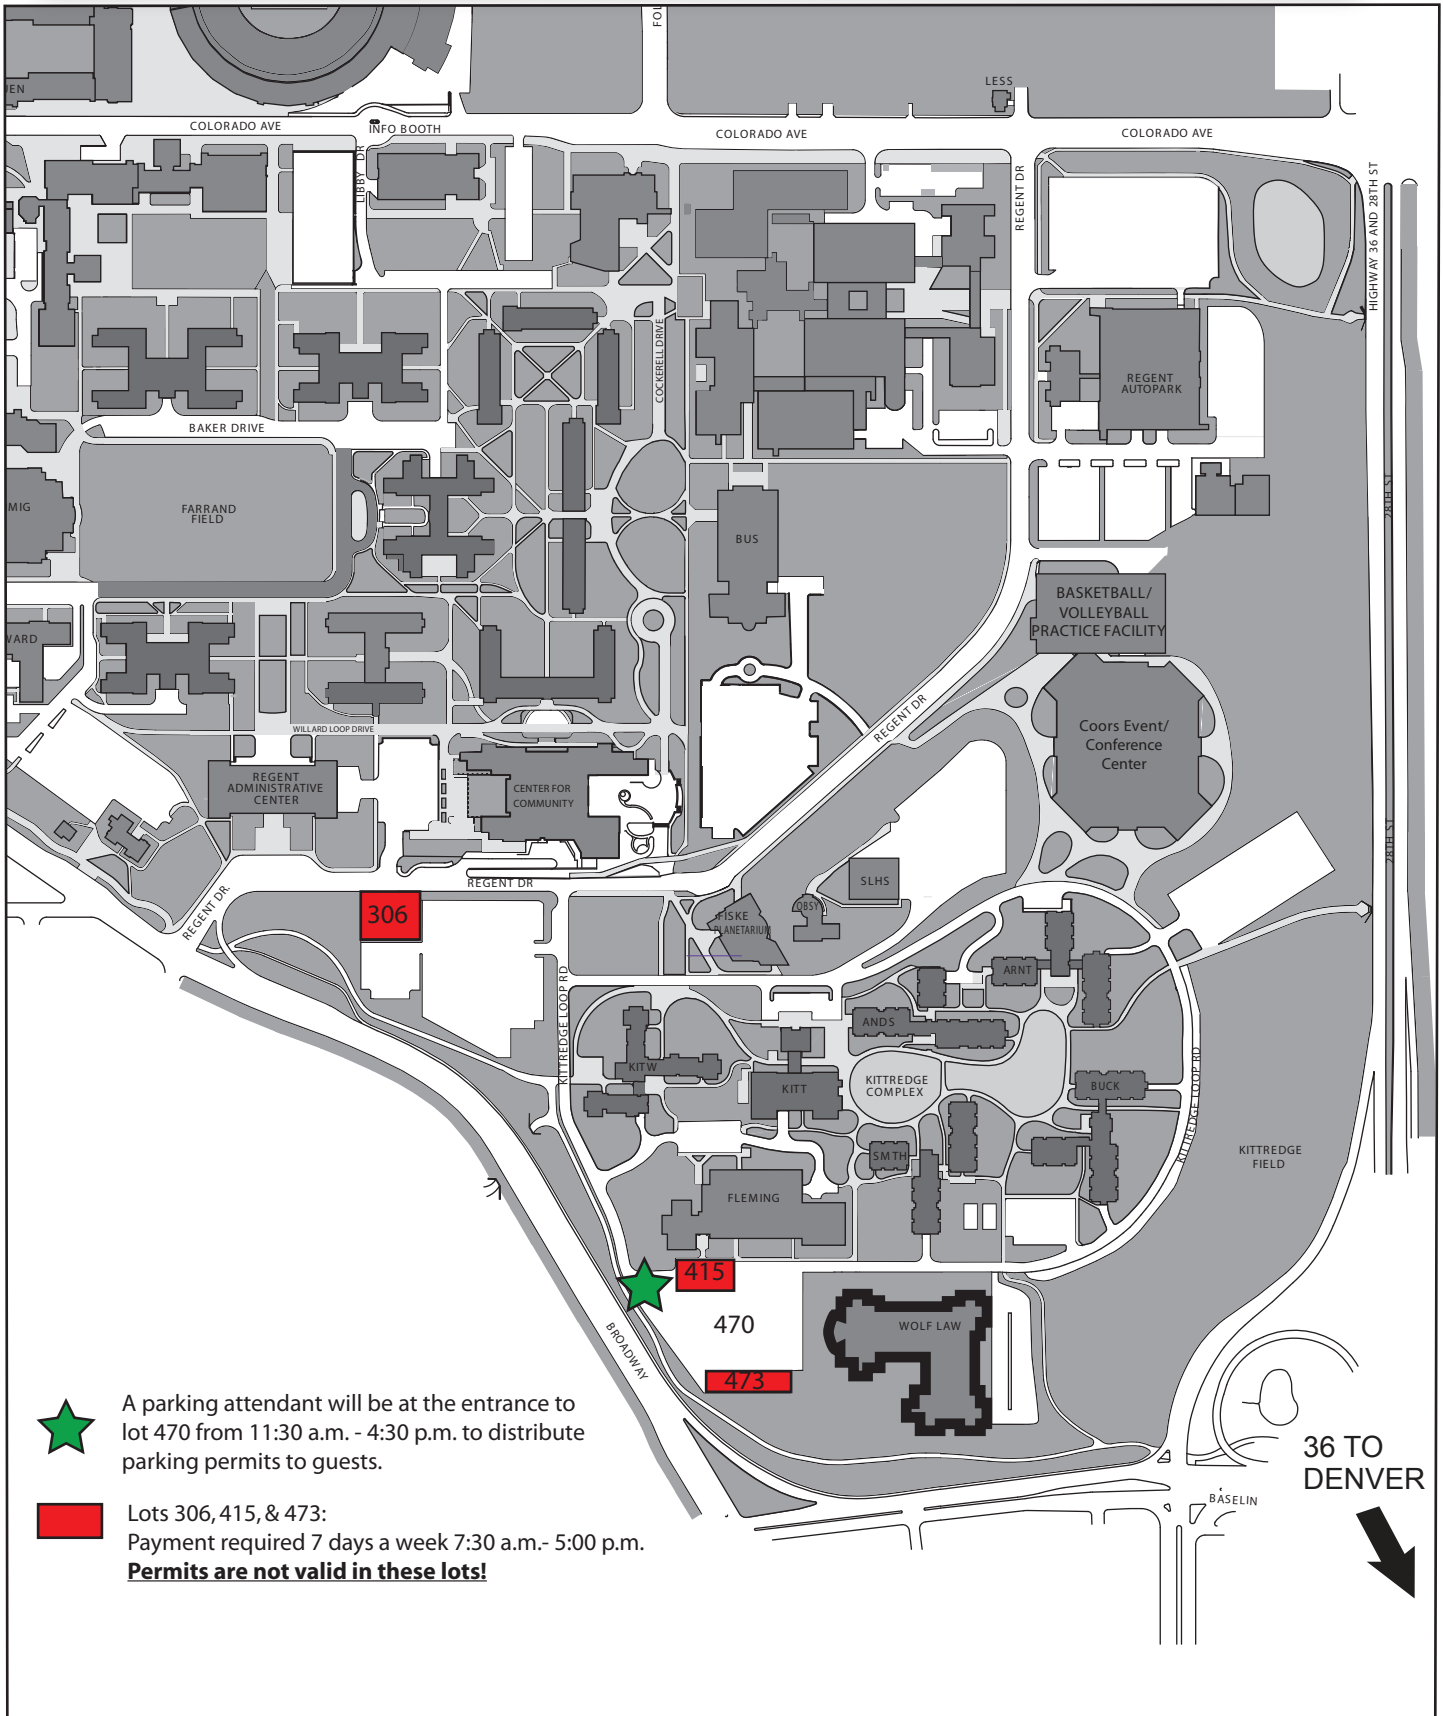 FOL
LESS
UEN
COLORADO AVE
INFO BOOTH
COLORADO AVE
COLORADO AVE
LIBBY DR
REGENT DR
HIGHWAY 36 AND 28TH ST
COCKERELL DRIVE
REGENT
AUTOPARK
BAKER DRIVE
MIG
FARRAND
FIELD
28TH ST
BUS
BASKETBALL/
VOLLEYBALL
PRACTICE FACILITY
WARD
REGENT DR
Coors Event/
Conference
Center
WILLARD LOOP DRIVE
REGENT
ADMINISTRATIVE
CENTER
CENTER FOR
COMMUNITY
28TH ST
REGENT DR
SLHS
REGENT DR.
306
FISKE
PLANETARIUM
OBSY
ARNT
KITTREDGE LOOP RD
ANDS
KITW
KITT
KITTREDGE
COMPLEX
BUCK
KITTREDGE LOOP RD
SMTH
KITTREDGE
FIELD
FLEMING
415
470
WOLF LAW
BROADWAY
473
A parking attendant will be at the entrance to
lot 470 from 11:30 a.m. - 4:30 p.m. to distribute
parking permits to guests.
36 TO
DENVER
BASELIN
Lots 306, 415, & 473:
Payment required 7 days a week 7:30 a.m.- 5:00 p.m.
Permits are not valid in these lots!